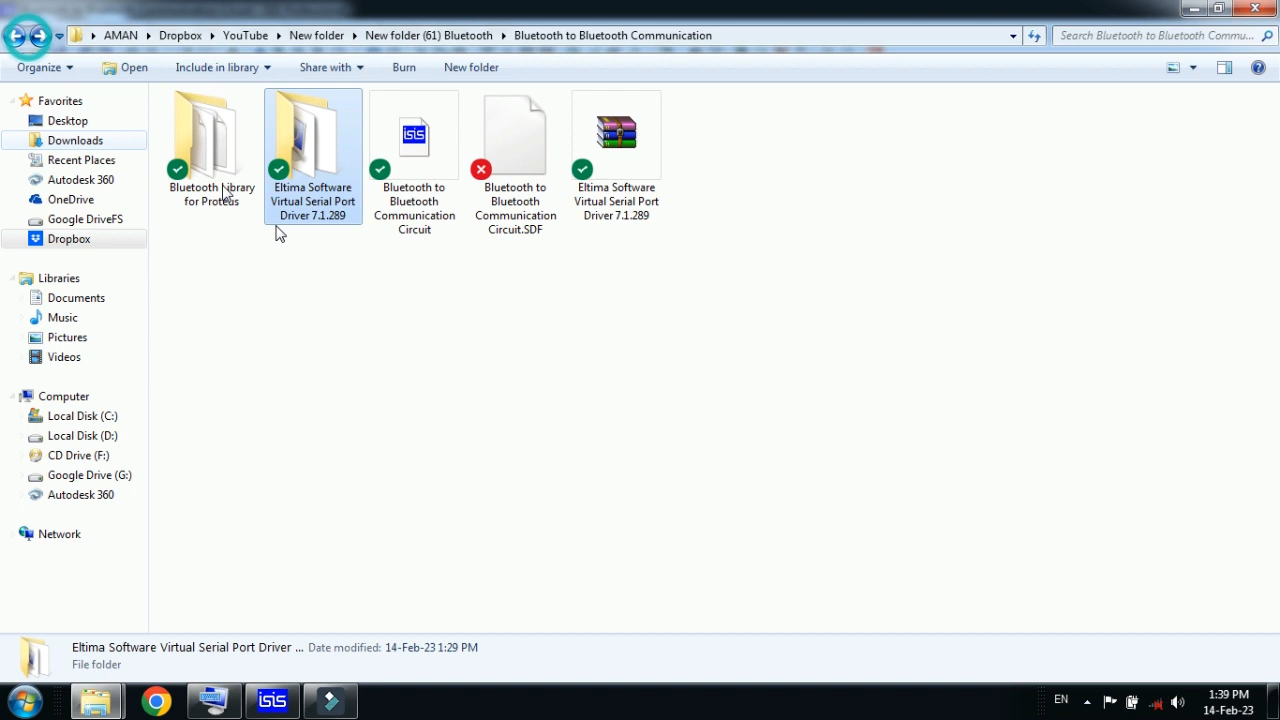 AMAN Dropbox YouTube New folder New folder (61) Bluetooth Bluetooth to Bluetooth Communication
Search Bluetooth to Bluetooth Commu...
Organize Open Include in library Share with Burn New folder
Favorites
Desktop
Downloads
Recent Places
Autodesk 360
OneDrive
Google DriveFS
Dropbox
Libraries
Documents
Music
Pictures
Videos
Computer
Local Disk (C:)
Local Disk (D:)
CD Drive (F:)
Google Drive (G:)
Autodesk 360
Network
Bluetooth Library
for Proteus
Eltima Software
Virtual Serial Port
Driver 7.1.289
isis
Bluetooth to
Bluetooth
Communication
Circuit
Bluetooth to
Bluetooth
Communication
Circuit.SDF
Eltima Software
Virtual Serial Port
Driver 7.1.289
Eltima Software Virtual Serial Port Driver ... Date modified: 14-Feb-23 1:29 PM
File folder
isis
EN
1:39 PM
14-Feb-23